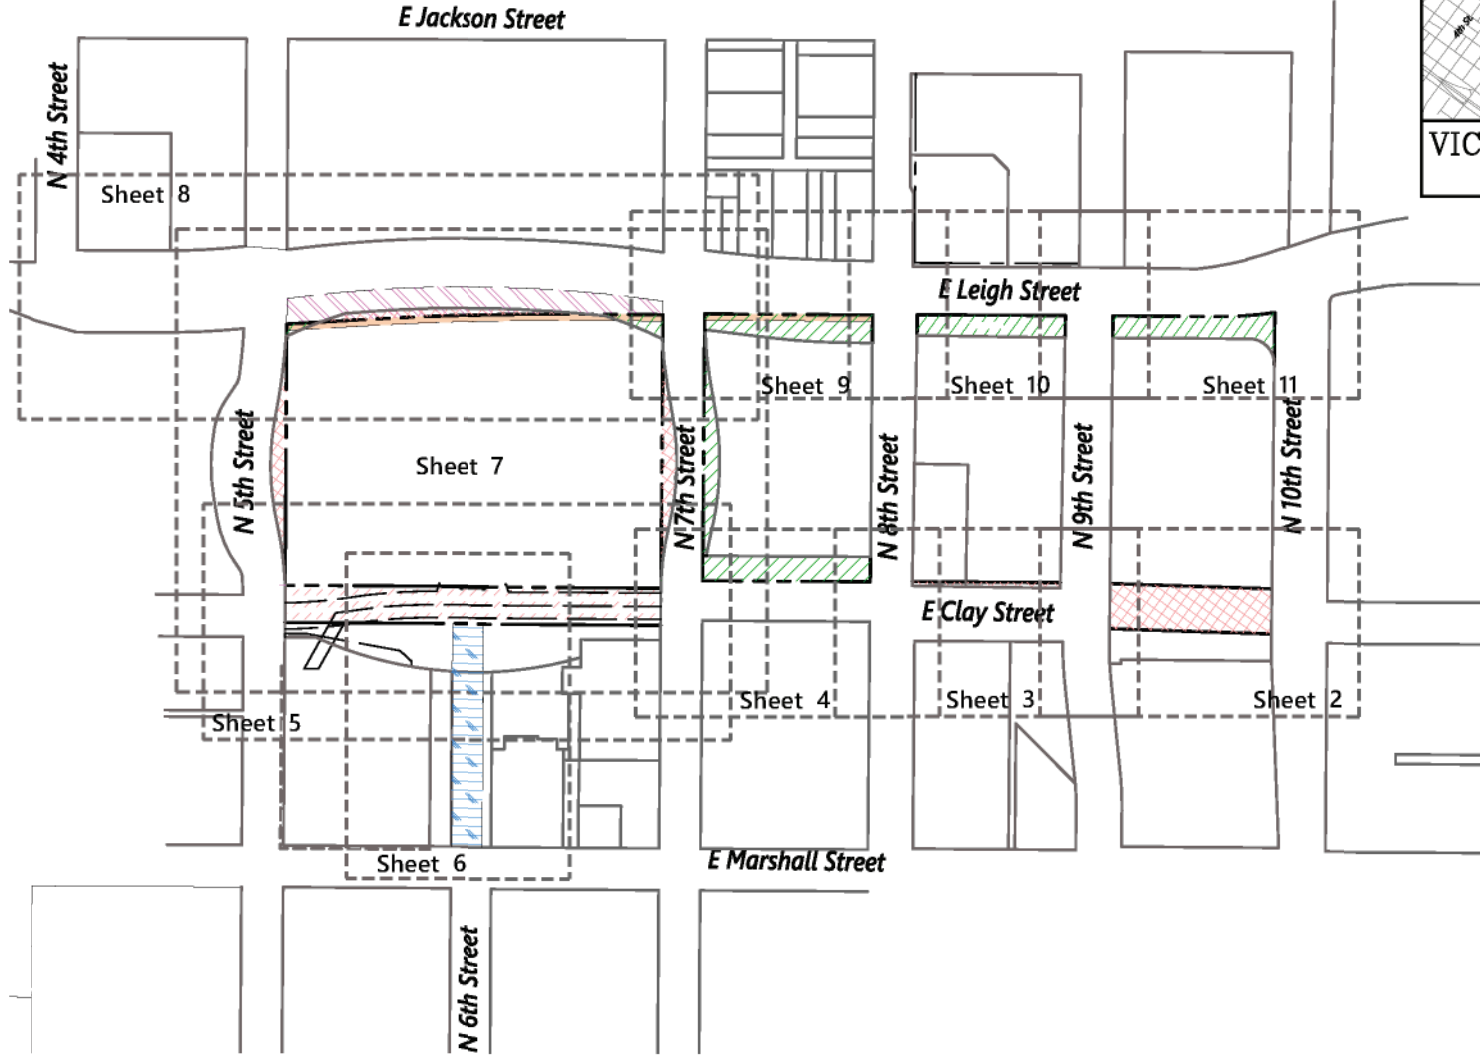 E Jackson Street
4th St
N 4th Street
VIC
Sheet 8
E Leigh Street
Sheet 9
Sheet 10
Sheet 11
N 5th Street
Sheet 7
N 7th Street
N 8th Street
N 9th Street
N 10th Street
E Clay Street
Sheet 5
Sheet 4
Sheet 3
Sheet 2
Sheet 6
E Marshall Street
N 6th Street